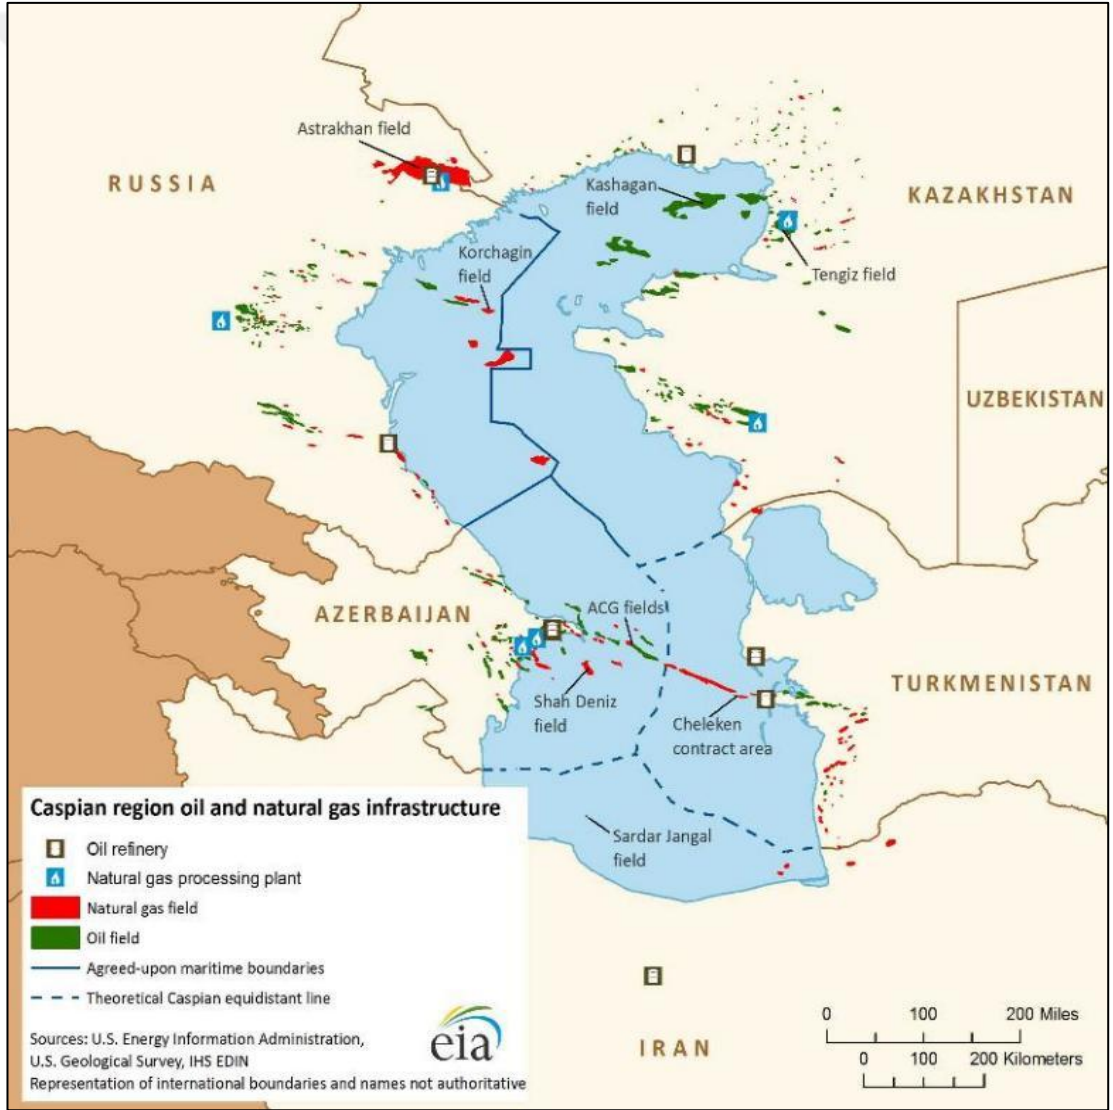 Astrakhan field
RUSSIA
Kashagan
field
KAZAKHSTAN
Korchagin
field
Tengiz field
UZBEKISTAN
AZERBAIJAN
ACG fields
TURKMENISTAN
Shah Deniz
field
Cheleken
contract area
Sardar Jangal
field
IRAN
Caspian region oil and natural gas infrastructure
Oil refinery
Natural gas processing plant
Natural gas field
Oil field
Agreed-upon maritime boundaries
Theoretical Caspian equidistant line
Sources: U.S. Energy Information Administration,
U.S. Geological Survey, IHS EDIN
Representation of international boundaries and names not authoritative
eia
0 100 200 Miles
0 100 200 Kilometers